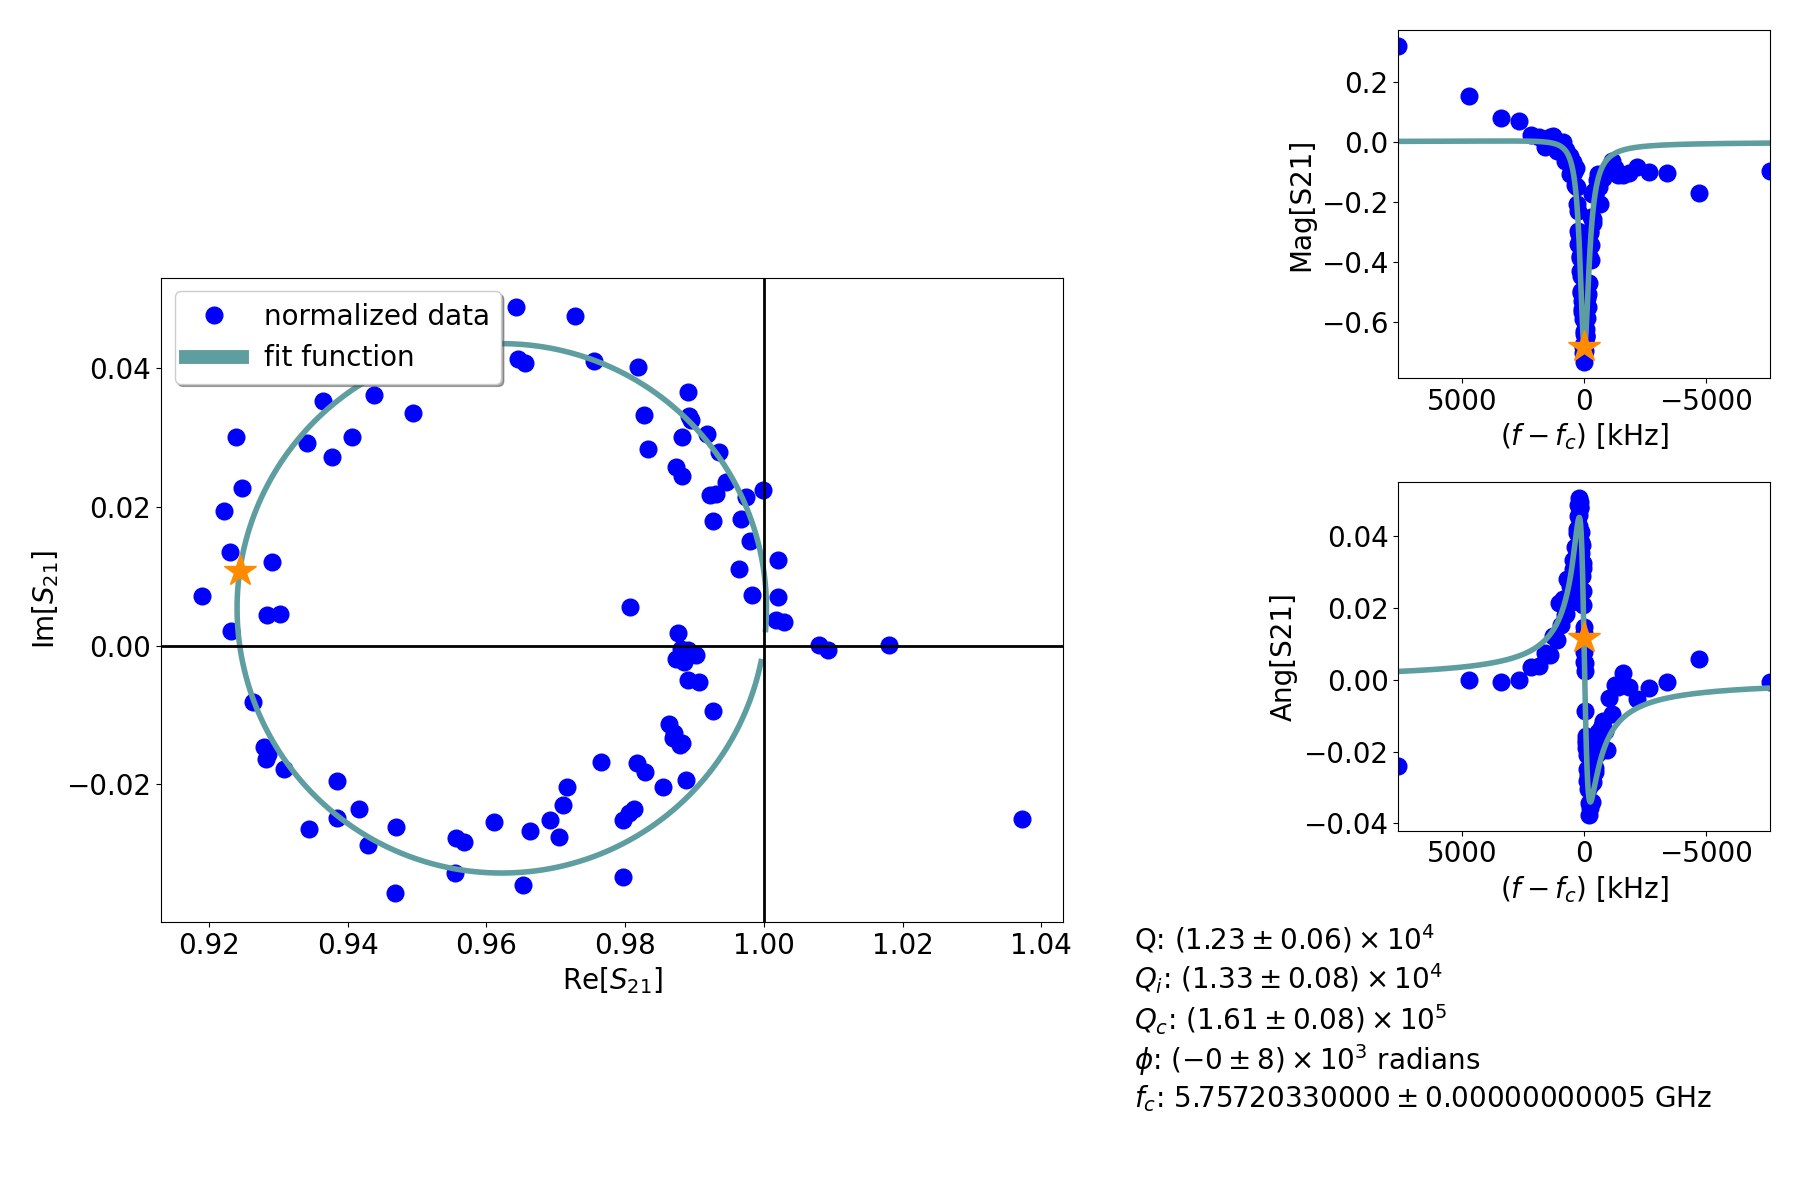 normalized data
fit function
0.04
0.02
0.00
−0.02
Im[S21]
0.92
0.94
0.96
0.98
1.00
1.02
1.04
Re[S21]
0.2
0.0
−0.2
−0.4
−0.6
Mag[S21]
5000
0
−5000
(f − fc) [kHz]
0.04
0.02
0.00
−0.02
−0.04
Ang[S21]
5000
0
−5000
(f − fc) [kHz]
Q: (1.23 ± 0.06) × 10^4
Qi: (1.33 ± 0.08) × 10^4
Qc: (1.61 ± 0.08) × 10^5
ϕ: (−0 ± 8) × 10^3 radians
fc: 5.75720330000 ± 0.00000000005 GHz